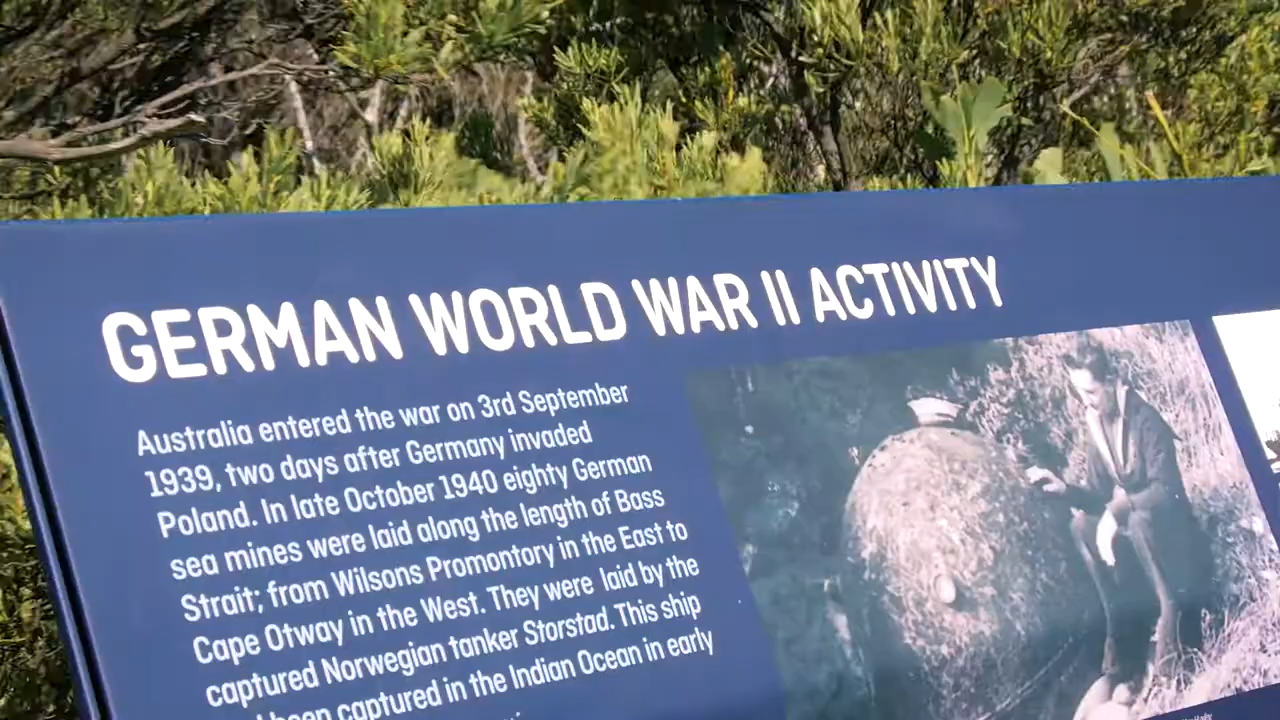 GERMAN WORLD WAR II ACTIVITY
Australia entered the war on 3rd September
1939, two days after Germany invaded
Poland. In late October 1940 eighty German
sea mines were laid along the length of Bass
Strait; from Wilsons Promontory in the East to
Cape Otway in the West. They were laid by the
captured Norwegian tanker Storstad. This ship
been captured in the Indian Ocean in early